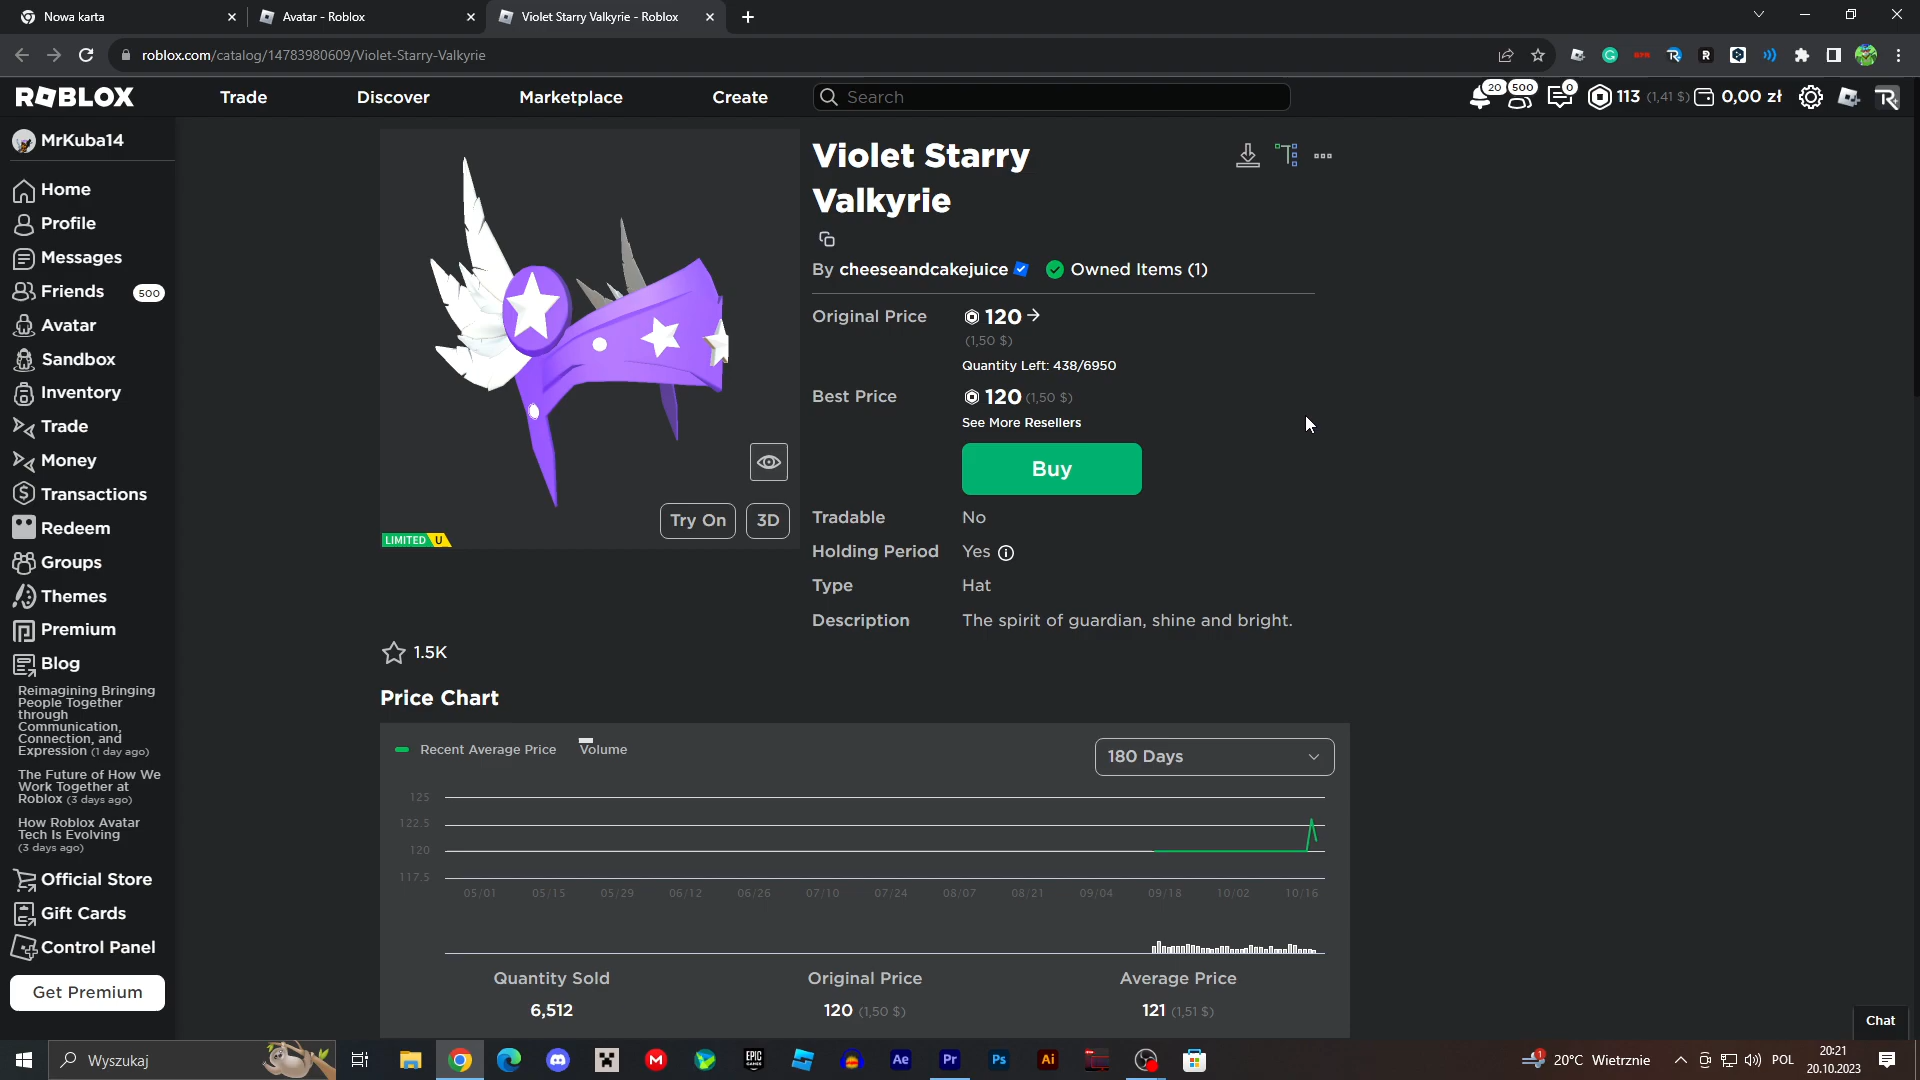 Nowa karta
Avatar - Roblox
Violet Starry Valkyrie - Roblox
roblox.com/catalog/14783980609/Violet-Starry-Valkyrie
ROBLOX
Trade
Discover
Marketplace
Create
Search
20
500
0
113 (1,41 $)
0,00 zł
MrKuba14
Home
Profile
Messages
Friends 500
Avatar
Sandbox
Inventory
Trade
Money
Transactions
Redeem
Groups
Themes
Premium
Blog
Reimagining Bringing
People Together
through
Communication,
Connection, and
Expression (1 day ago)
The Future of How We
Work Together at
Roblox (3 days ago)
How Roblox Avatar
Tech Is Evolving
(3 days ago)
Official Store
Gift Cards
Control Panel
Get Premium
Try On
3D
LIMITED U
1.5K
Violet Starry
Valkyrie
By cheeseandcakejuice
Owned Items (1)
Original Price 120
(1,50 $)
Quantity Left: 438/6950
Best Price 120 (1,50 $)
See More Resellers
Buy
Tradable No
Holding Period Yes
Type Hat
Description The spirit of guardian, shine and bright.
Price Chart
Recent Average Price
Volume
180 Days
125
122.5
120
117.5
05/01 05/15 05/29 06/12 06/26 07/10 07/24 08/07 08/21 09/04 09/18 10/02 10/16
Quantity Sold Original Price Average Price
6,512 120 (1,50 $) 121 (1,51 $)
Chat
Wyszukaj
EPIC
GAMES
Ae
Pr
Ps
Ai
1
20°C Wietrznie
POL
20:21
20.10.2023